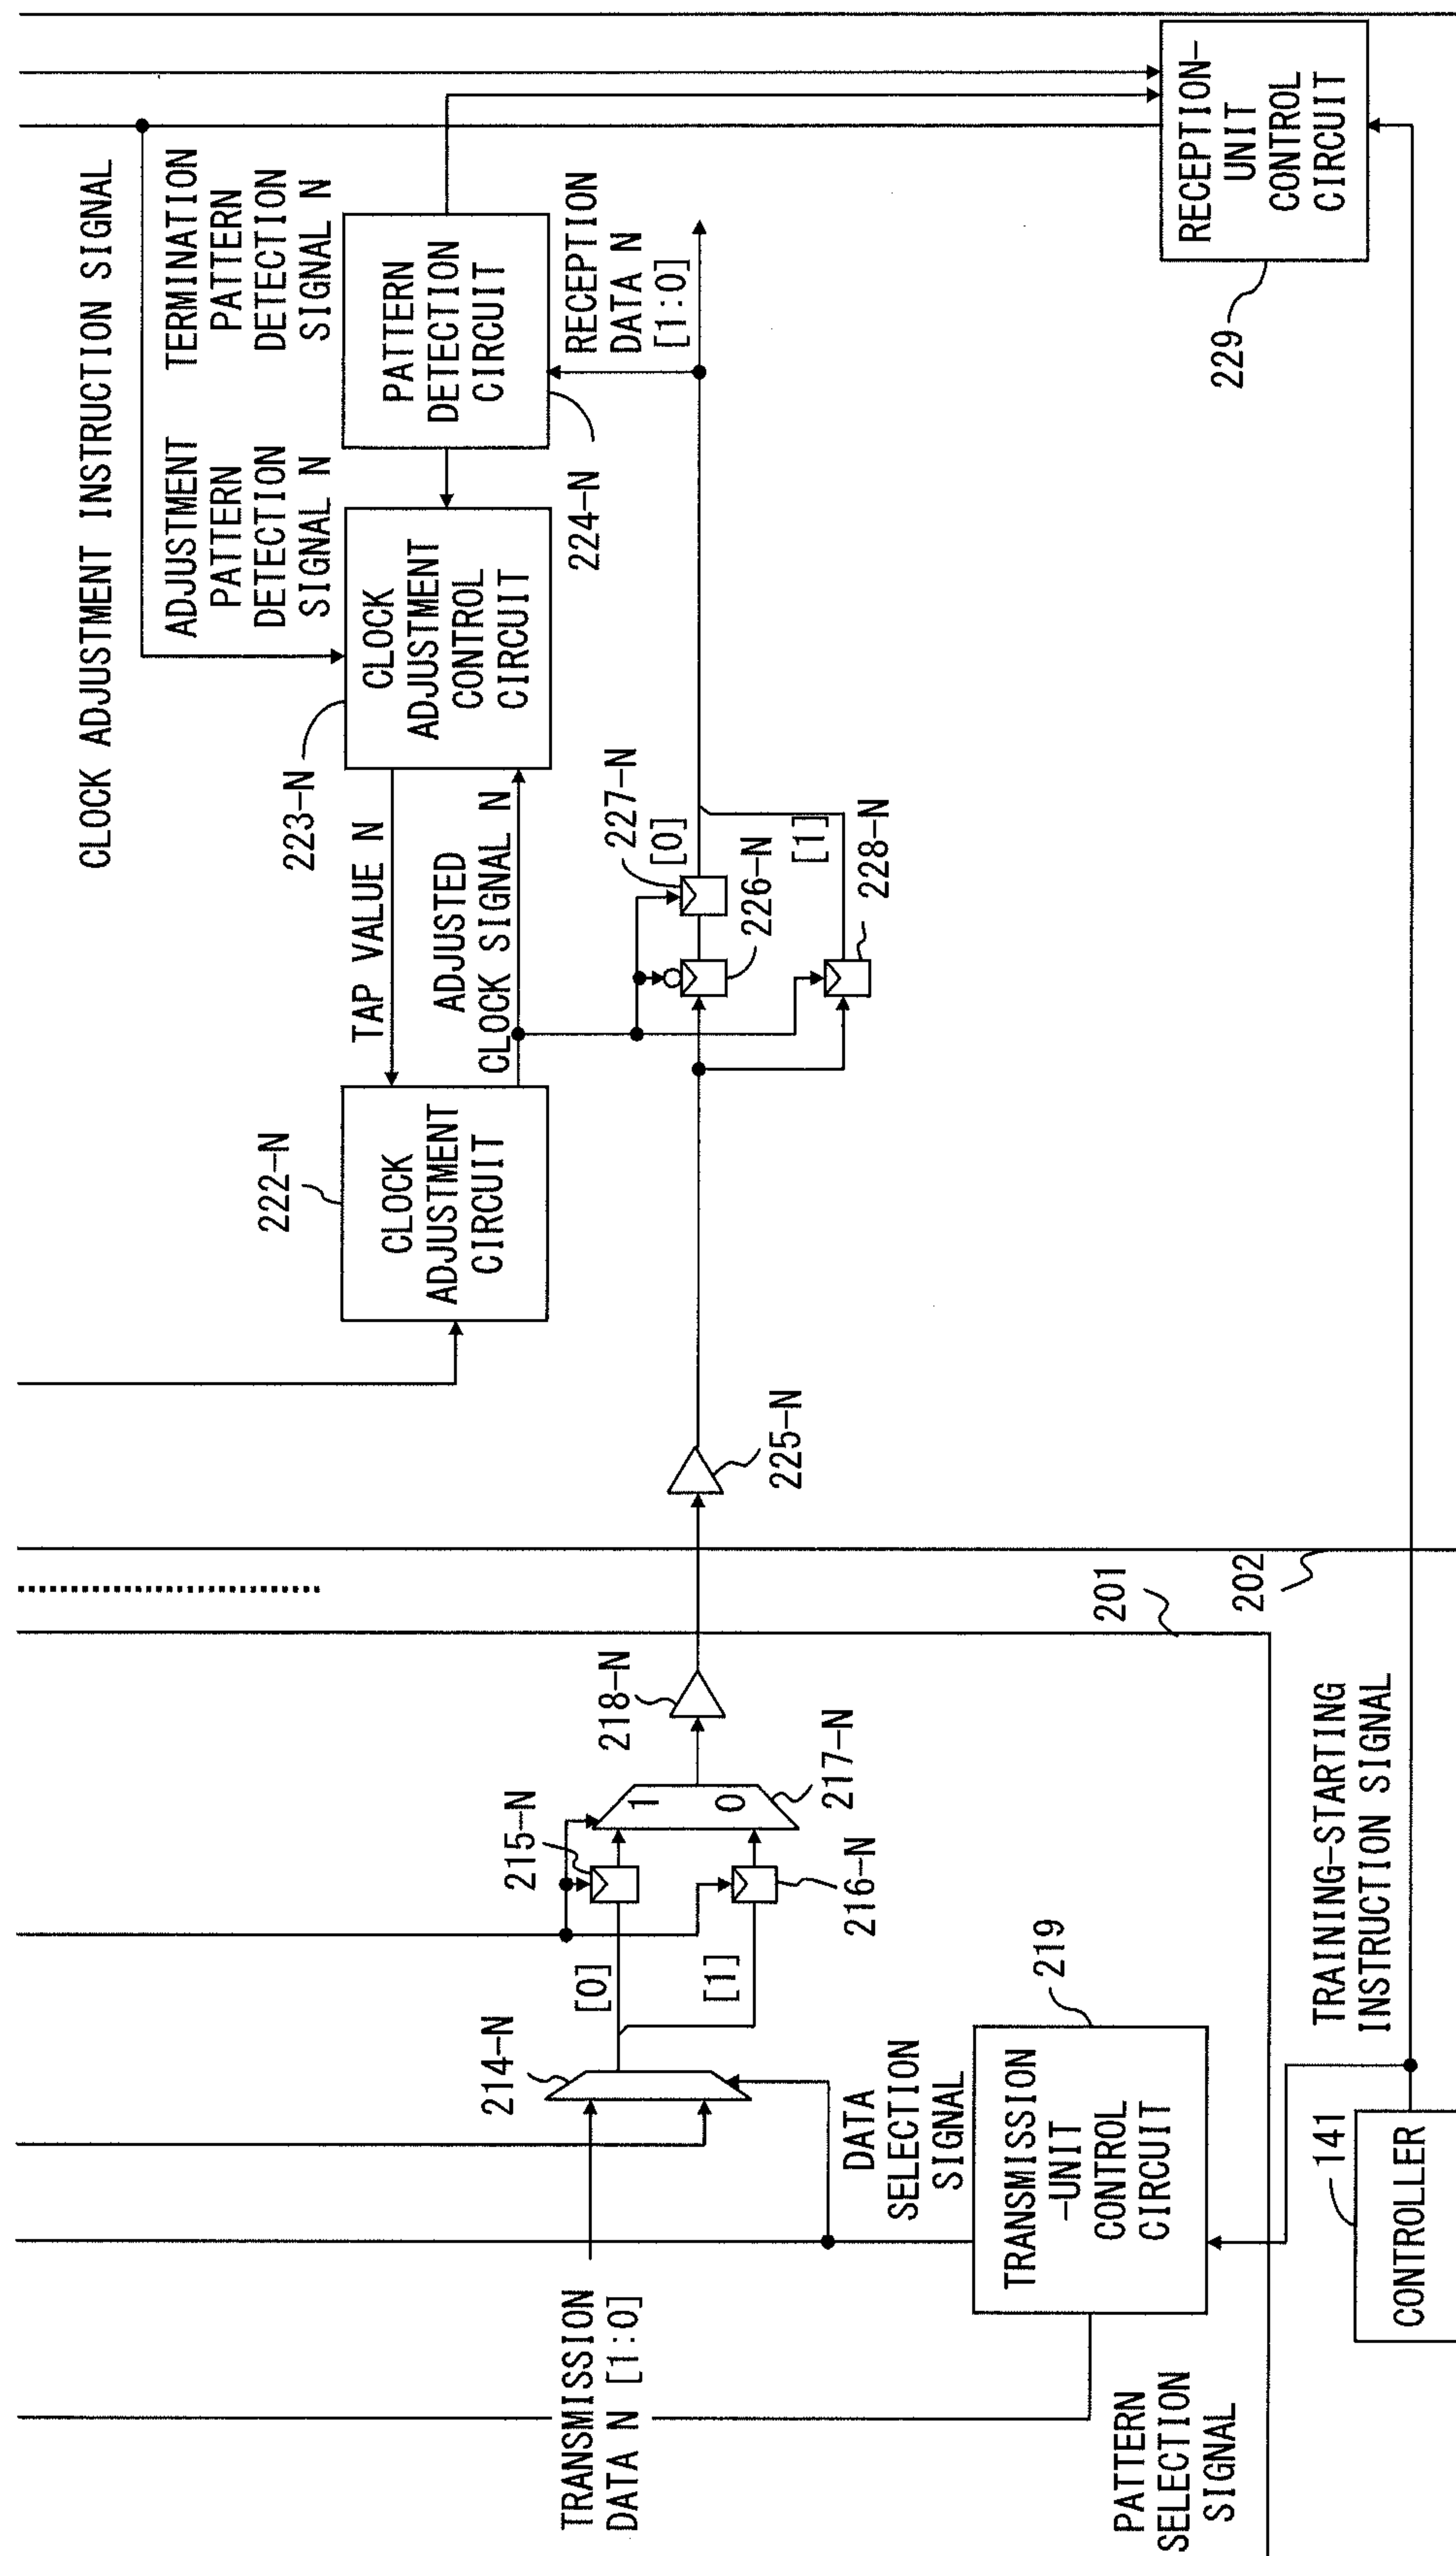 CLOCK ADJUSTMENT INSTRUCTION SIGNAL
ADJUSTMENT
PATTERN
DETECTION
SIGNAL N
TERMINATION
PATTERN
DETECTION
SIGNAL N
222-N
CLOCK
ADJUSTMENT
CIRCUIT
TAP VALUE N
ADJUSTED
CLOCK SIGNAL N
223-N
CLOCK
ADJUSTMENT
CONTROL
CIRCUIT
224-N
PATTERN
DETECTION
CIRCUIT
RECEPTION
DATA N
[1:0]
TRANSMISSION
DATA N [1:0]
214-N
[0]
[1]
215-N
216-N
1
0
217-N
218-N
225-N
226-N
227-N
[0]
[1]
228-N
DATA
SELECTION
SIGNAL
PATTERN
SELECTION
SIGNAL
TRANSMISSION
-UNIT
CONTROL
CIRCUIT
219
201
202
229
RECEPTION-
UNIT
CONTROL
CIRCUIT
TRAINING-STARTING
INSTRUCTION SIGNAL
141
CONTROLLER